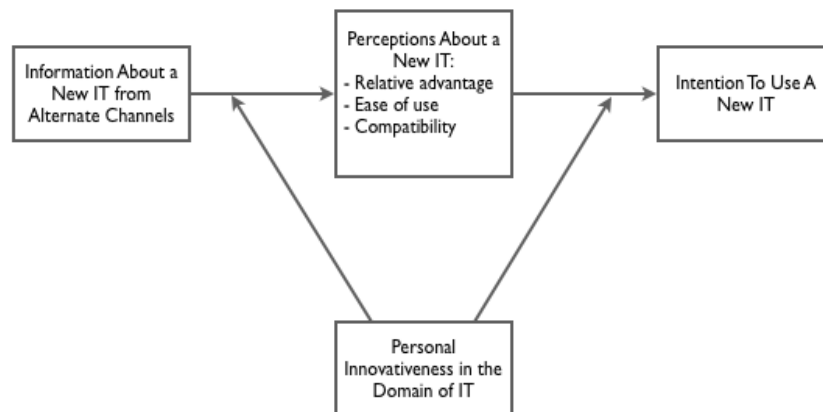 Information About a
New IT from
Alternate Channels
Perceptions About a
New IT:
- Relative advantage
- Ease of use
- Compatibility
Intention To Use A
New IT
Personal
Innovativeness in the
Domain of IT